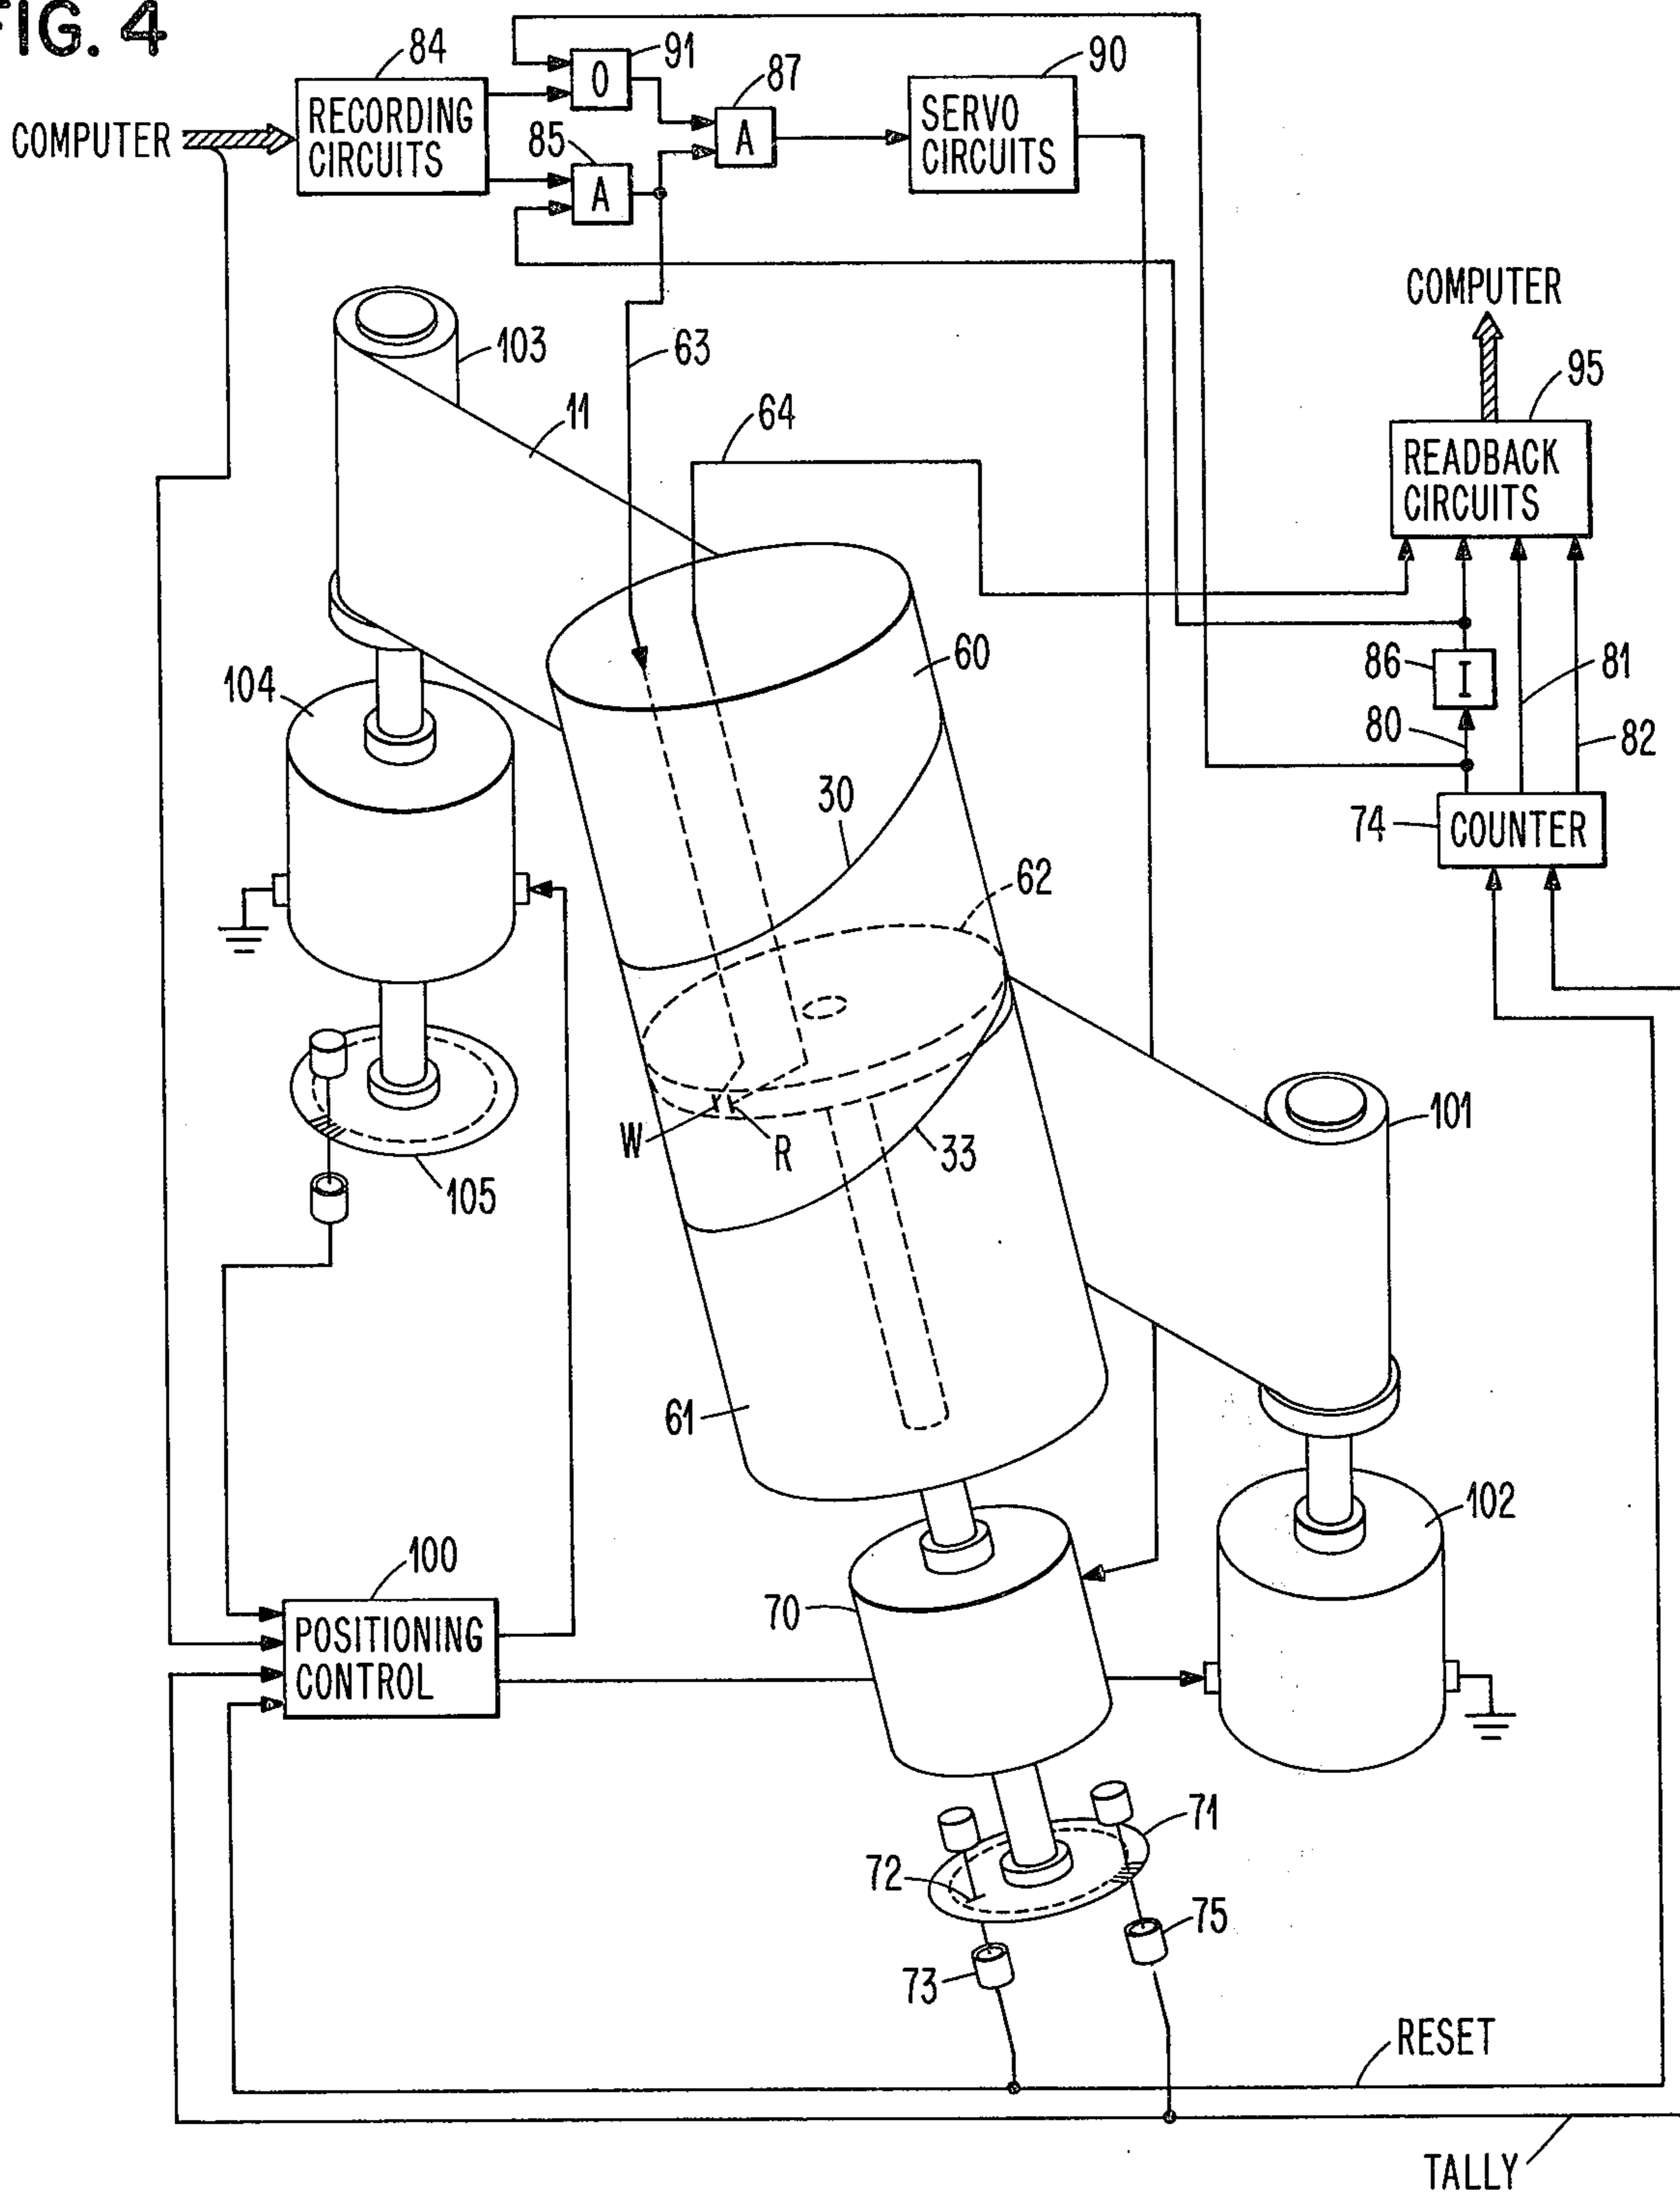 FIG. 4
COMPUTER
84
RECORDING
CIRCUITS
91
O
85
A
87
A
90
SERVO
CIRCUITS
COMPUTER
95
READBACK
CIRCUITS
103
11
63
64
60
86
I
81
80
82
74
COUNTER
104
30
62
W
R
33
101
105
61
102
100
POSITIONING
CONTROL
70
71
72
75
73
RESET
TALLY